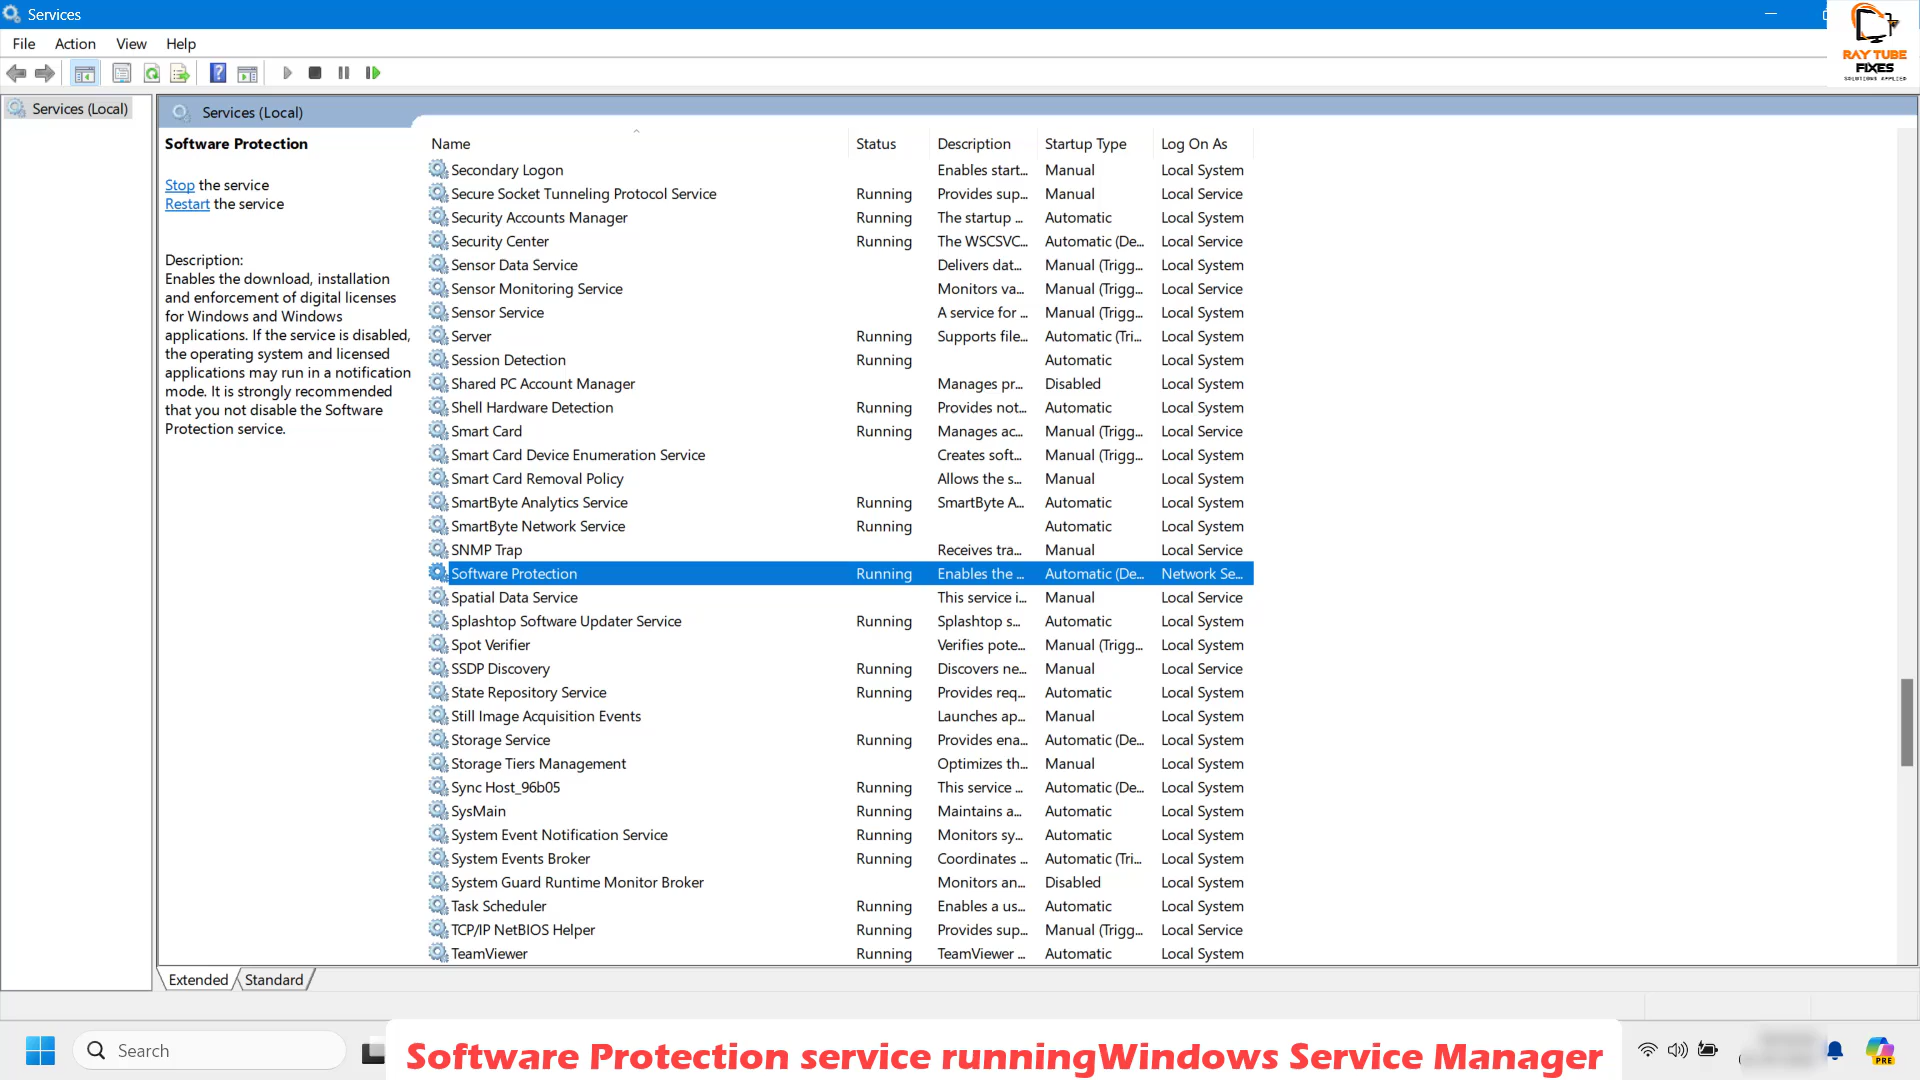 Services
File Action View Help
RAY TUBE
FIXES
SOLUTIONS APPLIED
Services (Local)
Services (Local)
Software Protection
Stop the service
Restart the service
Description:
Enables the download, installation
and enforcement of digital licenses
for Windows and Windows
applications. If the service is disabled,
the operating system and licensed
applications may run in a notification
mode. It is strongly recommended
that you not disable the Software
Protection service.
Name Status Description Startup Type Log On As
Secondary Logon Enables start... Manual Local System
Secure Socket Tunneling Protocol Service Running Provides sup... Manual Local Service
Security Accounts Manager Running The startup ... Automatic Local System
Security Center Running The WSCSVC... Automatic (De... Local Service
Sensor Data Service Delivers dat... Manual (Trigg... Local System
Sensor Monitoring Service Monitors va... Manual (Trigg... Local Service
Sensor Service A service for ... Manual (Trigg... Local System
Server Running Supports file... Automatic (Tri... Local System
Session Detection Running Automatic Local System
Shared PC Account Manager Manages pr... Disabled Local System
Shell Hardware Detection Running Provides not... Automatic Local System
Smart Card Running Manages ac... Manual (Trigg... Local Service
Smart Card Device Enumeration Service Creates soft... Manual (Trigg... Local System
Smart Card Removal Policy Allows the s... Manual Local System
SmartByte Analytics Service Running SmartByte A... Automatic Local System
SmartByte Network Service Running Automatic Local System
SNMP Trap Receives tra... Manual Local Service
Software Protection Running Enables the ... Automatic (De... Network Se...
Spatial Data Service This service i... Manual Local Service
Splashtop Software Updater Service Running Splashtop s... Automatic Local System
Spot Verifier Verifies pote... Manual (Trigg... Local System
SSDP Discovery Running Discovers ne... Manual Local Service
State Repository Service Running Provides req... Automatic Local System
Still Image Acquisition Events Launches ap... Manual Local System
Storage Service Running Provides ena... Automatic (De... Local System
Storage Tiers Management Optimizes th... Manual Local System
Sync Host_96b05 Running This service ... Automatic (De... Local System
SysMain Running Maintains a... Automatic Local System
System Event Notification Service Running Monitors sy... Automatic Local System
System Events Broker Running Coordinates ... Automatic (Tri... Local System
System Guard Runtime Monitor Broker Monitors an... Disabled Local System
Task Scheduler Running Enables a us... Automatic Local System
TCP/IP NetBIOS Helper Running Provides sup... Manual (Trigg... Local Service
TeamViewer Running TeamViewer ... Automatic Local System
Extended Standard
Search
Software Protection service runningWindows Service Manager
PRE